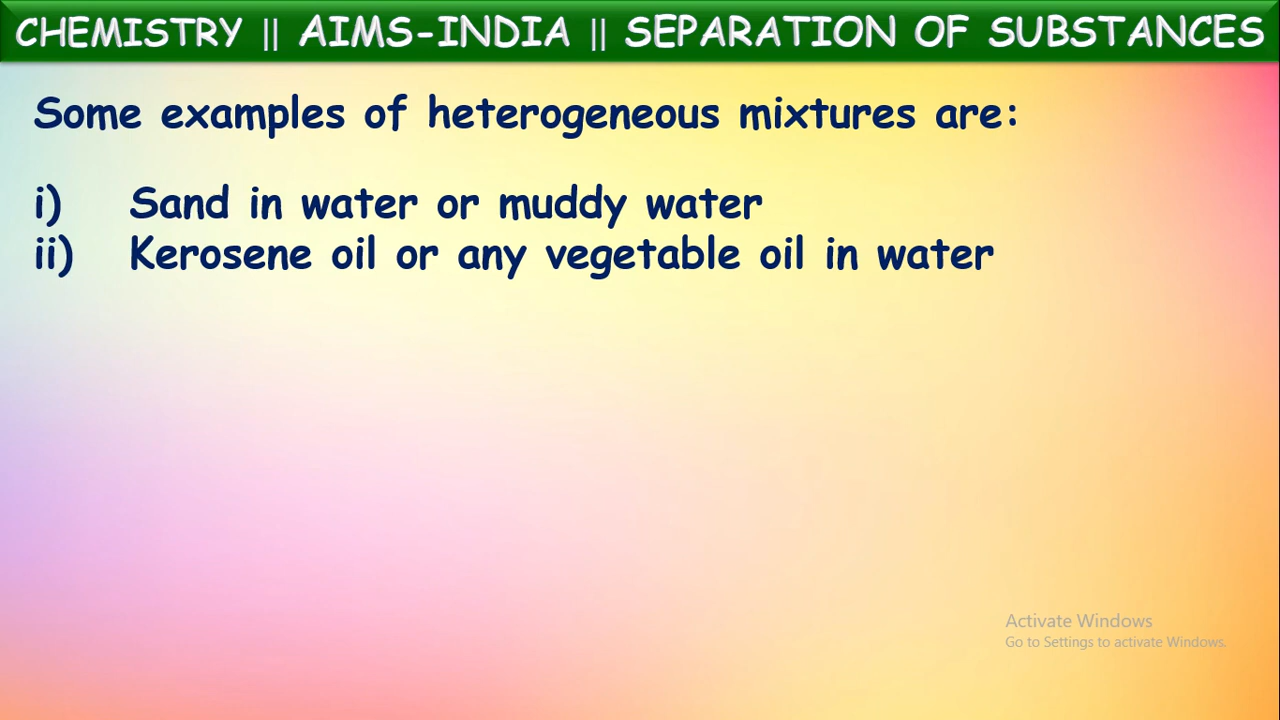 CHEMISTRY || AIMS-INDIA || SEPARATION OF SUBSTANCES
Some examples of heterogeneous mixtures are:
i) Sand in water or muddy water
ii) Kerosene oil or any vegetable oil in water
Activate Windows
Go to Settings to activate Windows.